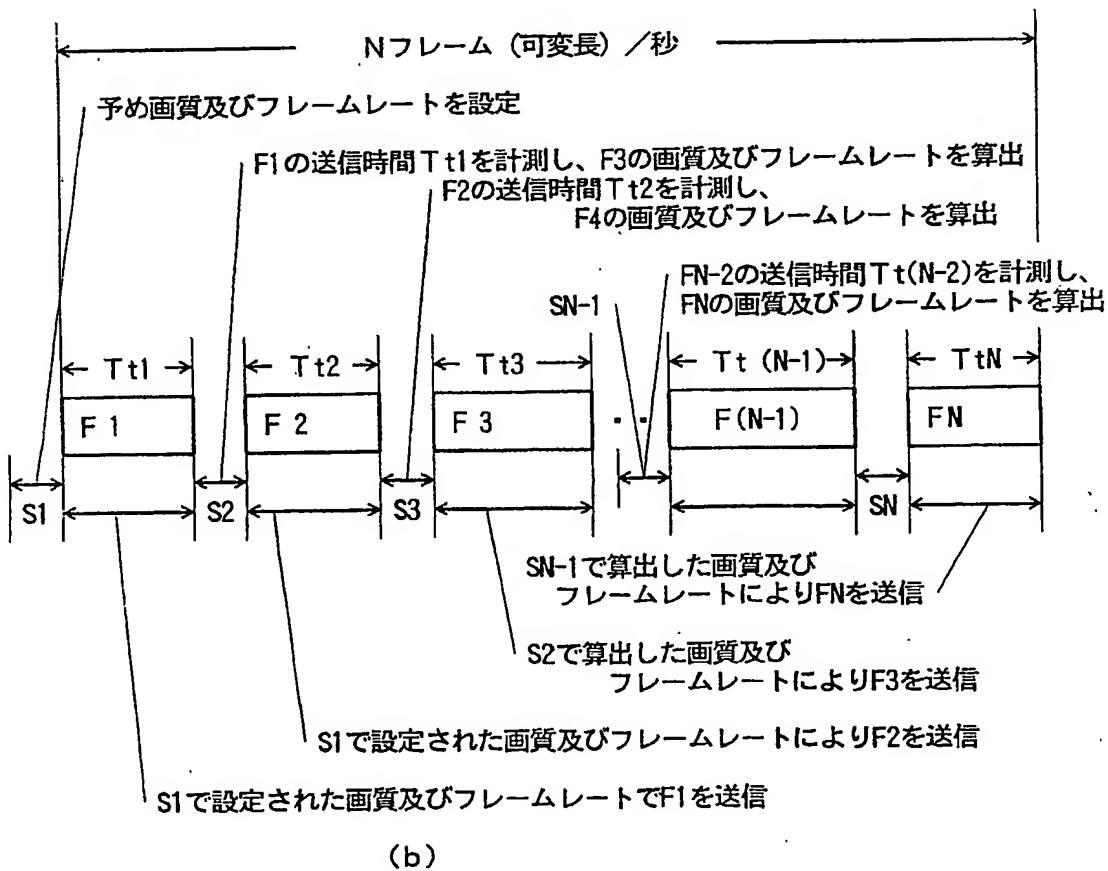 Nフレーム (可変長) /秒
予め画質及びフレームレートを設定
F1の送信時間Tt1を計測し、F3の画質及びフレームレートを算出
F2の送信時間Tt2を計測し、
F4の画質及びフレームレートを算出
FN-2の送信時間Tt(N-2)を計測し、
FNの画質及びフレームレートを算出
SN-1
Tt1 Tt2 Tt3 Tt (N-1) TtN
F1 F2 F3 ・・ F(N-1) FN
S1 S2 S3 SN
SN-1で算出した画質及び
フレームレートによりFNを送信
S2で算出した画質及び
フレームレートによりF3を送信
S1で設定された画質及びフレームレートによりF2を送信
S1で設定された画質及びフレームレートでF1を送信
(b)